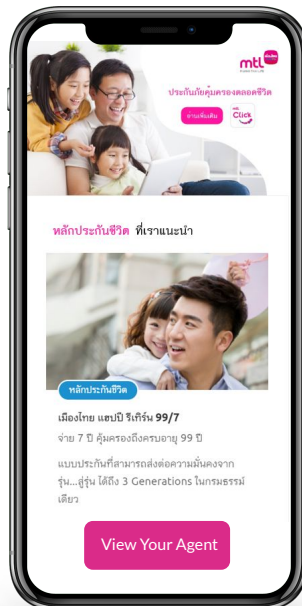 mtl
ประกันภัยคุ้มครองตลอดชีวิต
อ่านเพิ่มเติม
Click
หลักประกันชีวิต ที่เราแนะนำ
หลักประกันชีวิต
เมืองไทย แฮปปี้ รีเทิร์น 99/7
จ่าย 7 ปี คุ้มครองถึงครบอายุ 99 ปี
แบบประกันที่สามารถส่งต่อความมั่นคงจาก
รุ่น...สู่รุ่น ได้ถึง 3 Generations ในกรมธรรม์
เดียว
View Your Agent